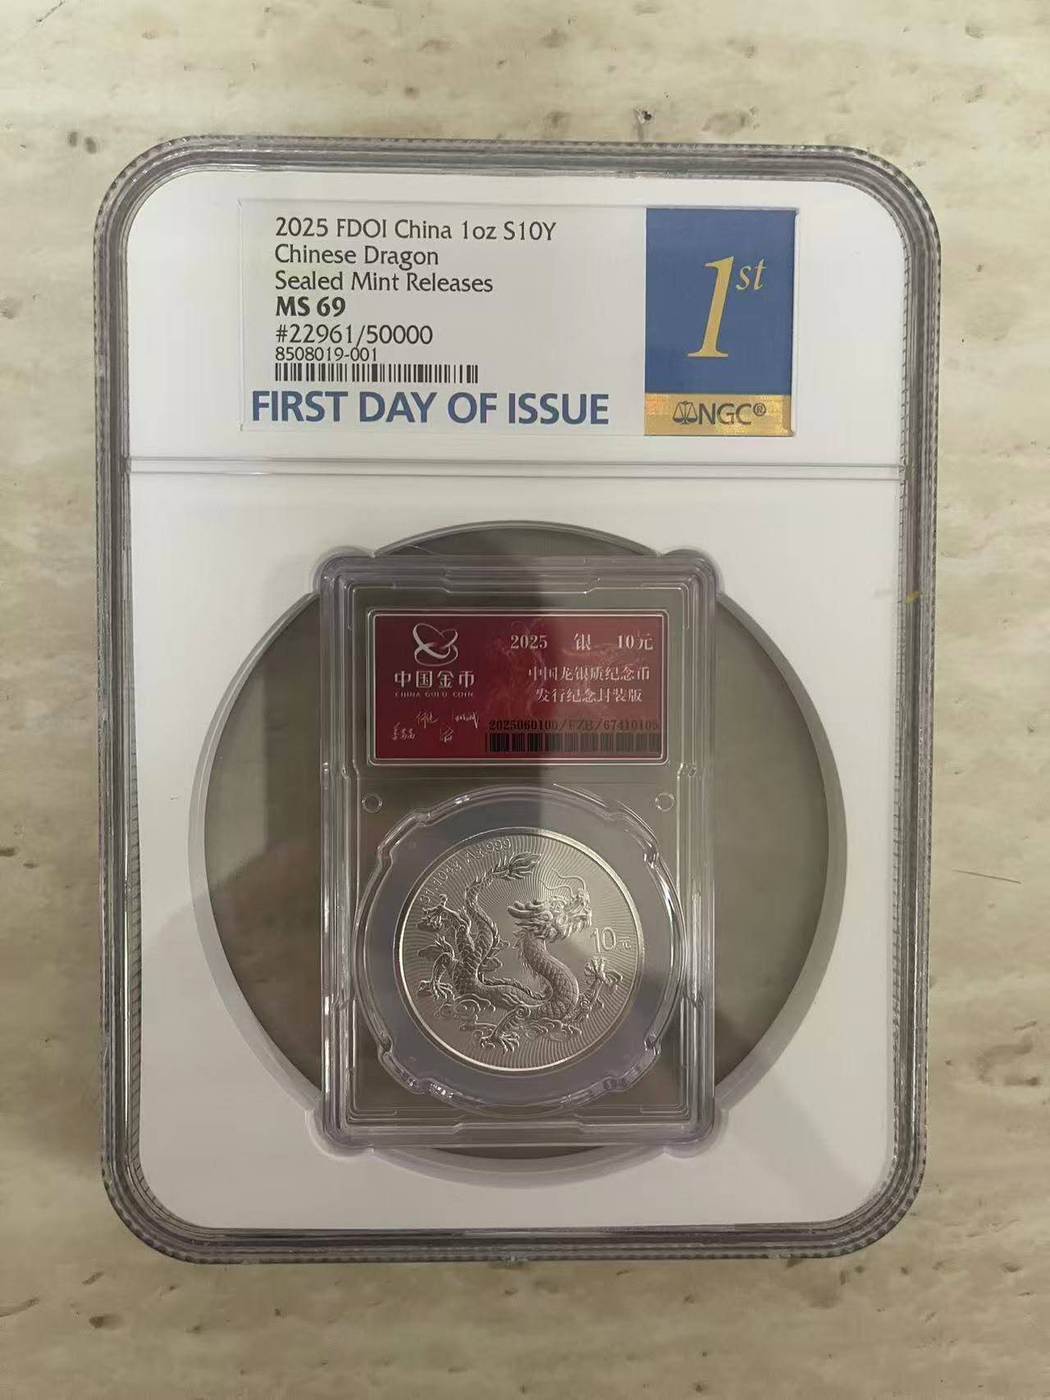 2025 FDOI China 1oz S10Y
Chinese Dragon
Sealed Mint Releases
MS 69
#22961/50000
8508019-001
FIRST DAY OF ISSUE
1st
NGC®
中国金币
CHINA GOLD COIN
2025 银 10元
中国龙银质纪念币
发行纪念封装版
10元